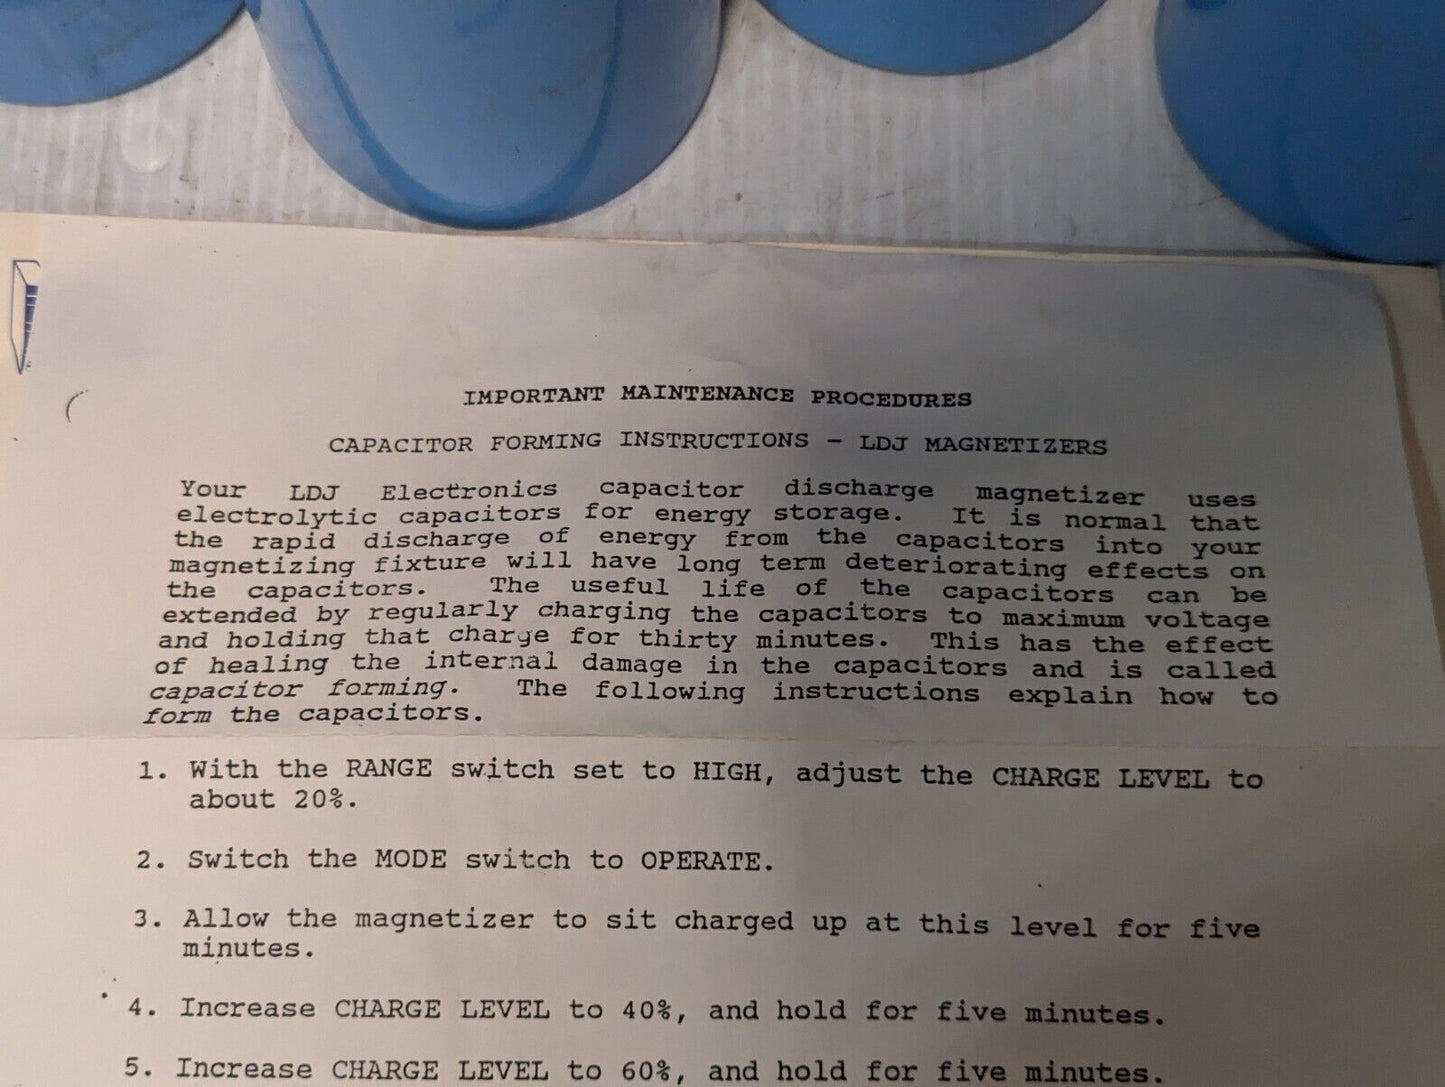 IMPORTANT MAINTENANCE PROCEDURES
CAPACITOR FORMING INSTRUCTIONS - LDJ MAGNETIZERS
Your LDJ Electronics capacitor discharge magnetizer uses
electrolytic capacitors for energy storage. It is normal that
the rapid discharge of energy from the capacitors into your
magnetizing fixture will have long term deteriorating effects on
the capacitors. The useful life of the capacitors can be
extended by regularly charging the capacitors to maximum voltage
and holding that charge for thirty minutes. This has the effect
of healing the internal damage in the capacitors and is called
capacitor forming. The following instructions explain how to
form the capacitors.
1. With the RANGE switch set to HIGH, adjust the CHARGE LEVEL to
about 20%.
2. Switch the MODE switch to OPERATE.
3. Allow the magnetizer to sit charged up at this level for five
minutes.
4. Increase CHARGE LEVEL to 40%, and hold for five minutes.
5. Increase CHARGE LEVEL to 60%, and hold for five minutes.